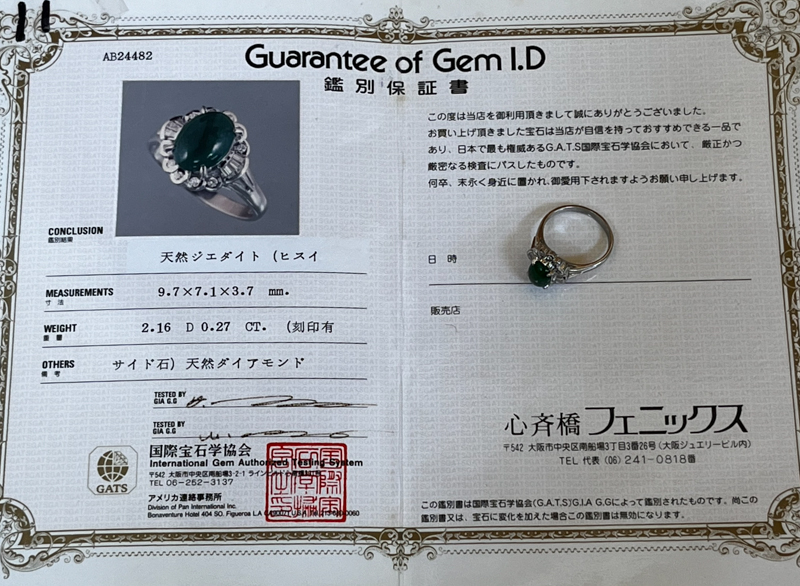 11
AB24482
Guarantee of Gem I.D
鑑別保証書
CONCLUSION
鑑別結果
天然ジエダイト (ヒスイ
MEASUREMENTS
寸法
9.7×7.1×3.7 mm.
WEIGHT
重量
2.16 D 0.27 CT. (刻印有
OTHERS
備考
サイド石) 天然ダイアモンド
TESTED BY
GIA G.G
TESTED BY
GIA G.G
GATS
国際宝石学協会
International Gem Authorized Testing System
〒542 大阪市中央区南船場3-2-1
TEL 06-252-3137
アメリカ連絡事務所
Division of Pan International Inc.
Bonaventure Hotel 404 SO. Figueroa L.A
この度は当店を御利用頂きまして誠にありがとうございました。
お買い上げ頂きました宝石は当店が自信を持っておすすめできる一品で
あり、日本で最も権威あるG.A.T.S国際宝石学協会において、厳正かつ
厳密なる検査にパスしたものです。
何卒、末永く身近に置かれ、御愛用下されますようお願い申し上げます。
日時
販売店
心斉橋フェニックス
〒542 大阪市中央区南船場3丁目3番26号(大阪ジュエリービル内)
TEL 代表 (06) 241-0818番
この鑑別書は国際宝石学協会(G.A.T.S)G.I.A G.Gによって鑑別されたものです。尚この
鑑別書又は、宝石に変化を加えた場合この鑑別書は無効になります。